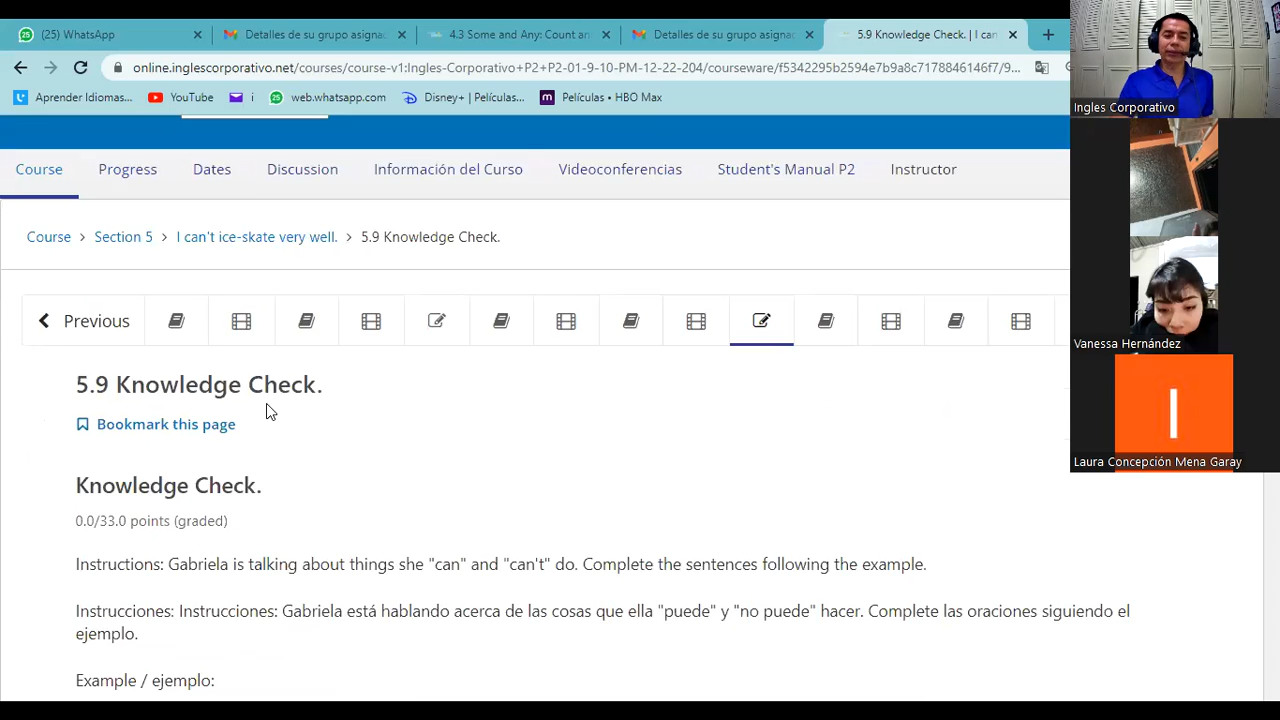 (25) WhatsApp
Detalles de su grupo asign
e any? Count an
Detalles de su grupo asign
5.9 Knowledge Check. | I can
online.inglescorporativo.net/courses/course-v1:Ingles-Corporativo+P2+P2-01-9-10-PM-12-22-204/courseware/f5342295b2594e7b9a8c7178846146f7/9...
Aprender Idiomas...
YouTube
i
web.whatsapp.com
Disney+ | Películas,...
Películas • HBO Max
Course
Progress
Dates
Discussion
Información del Curso
Videoconferencias
Student's Manual P2
Instructor
Course > Section 5 > I can't ice-skate very well. > 5.9 Knowledge Check.
Previous
5.9 Knowledge Check.
Bookmark this page
Knowledge Check.
0.0/33.0 points (graded)
Instructions: Gabriela is talking about things she "can" and "can't" do. Complete the sentences following the example.
Instrucciones: Instrucciones: Gabriela está hablando acerca de las cosas que ella "puede" y "no puede" hacer. Complete las oraciones siguiendo el
ejemplo.
Example / ejemplo:
Ingles Corporativo
Vanessa Hernández
I
Laura Concepción Mena Garay